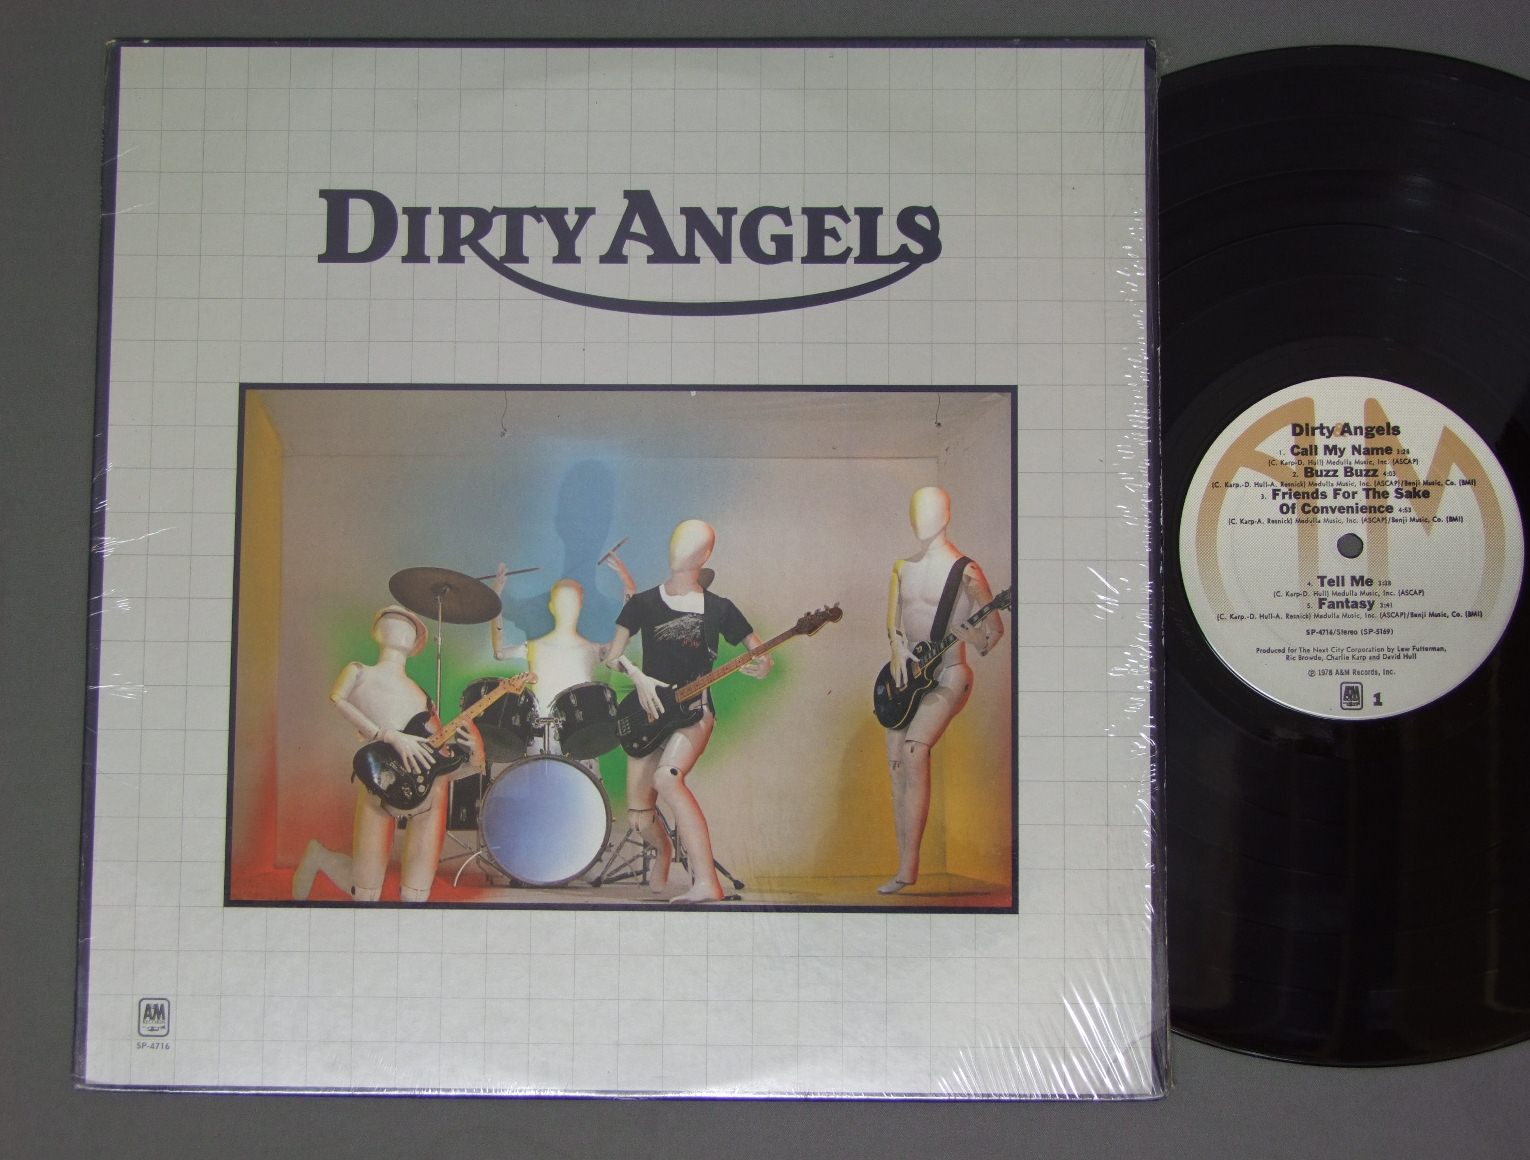 DIRTY ANGELS
A&M
RECORDS
SP-4716
A&M
Dirty Angels
1. Call My Name 3:28
(C. Karp-D. Hull) Medulla Music, Inc. (ASCAP)
2. Buzz Buzz 4:03
(C. Karp.-D. Hull-A. Resnick) Medulla Music, Inc. (ASCAP)/Benji Music, Co. (BMI)
3. Friends For The Sake
Of Convenience 4:53
(C. Karp-A. Resnick) Medulla Music, Inc. (ASCAP)/Benji Music, Co. (BMI)
4. Tell Me 3:28
(C. Karp-D. Hull) Medulla Music, Inc. (ASCAP)
5. Fantasy 3:41
(C. Karp.-D. Hull-A. Resnick) Medulla Music, Inc. (ASCAP)/Benji Music, Co. (BMI)
SP-4716/Stereo (SP-5169)
Produced for The Next City Corporation by Lew Futterman,
Ric Browde, Charlie Karp and David Hull
℗ 1978 A&M Records, Inc.
A&M
1